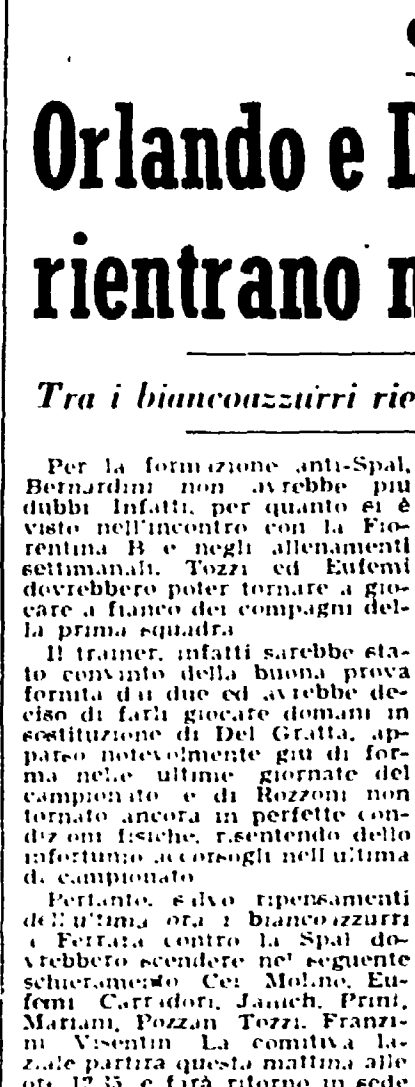 Orlando e
rientrano
Tra i biancoazzurri rie
Per la formazione anti-Spal,
Bernardini non avrebbe più
dubbi Infatti, per quanto si è
visto nell'incontro con la Fio-
rentina B e negli allenamenti
settimanali, Tozzi ed Eufemi
dovrebbero poter tornare a gio-
care a fianco dei compagni del-
la prima squadra
Il trainer, infatti sarebbe sta-
to convinto della buona prova
fornita dai due ed avrebbe de-
ciso di farli giocare domani in
sostituzione di Del Gratta, ap-
parso notevolmente giù di for-
ma nelle ultime giornate del
campionato e di Rozzoni non
tornato ancora in perfette con-
dizioni fisiche, risentendo dello
infortunio accorsogli nell'ultima
di campionato
Pertanto, salvo ripensamenti
dell'ultima ora i biancoazzurri
a Ferrara contro la Spal do-
vrebbero scendere nel seguente
schieramento Cei Molino, Eu-
femi Carradori, Janich, Prini,
Mariani, Pozzan Tozzi, Franzi-
ni Visentin La comitiva la-
ziale partirà questa mattina alle
ore e farà ritorno in sede